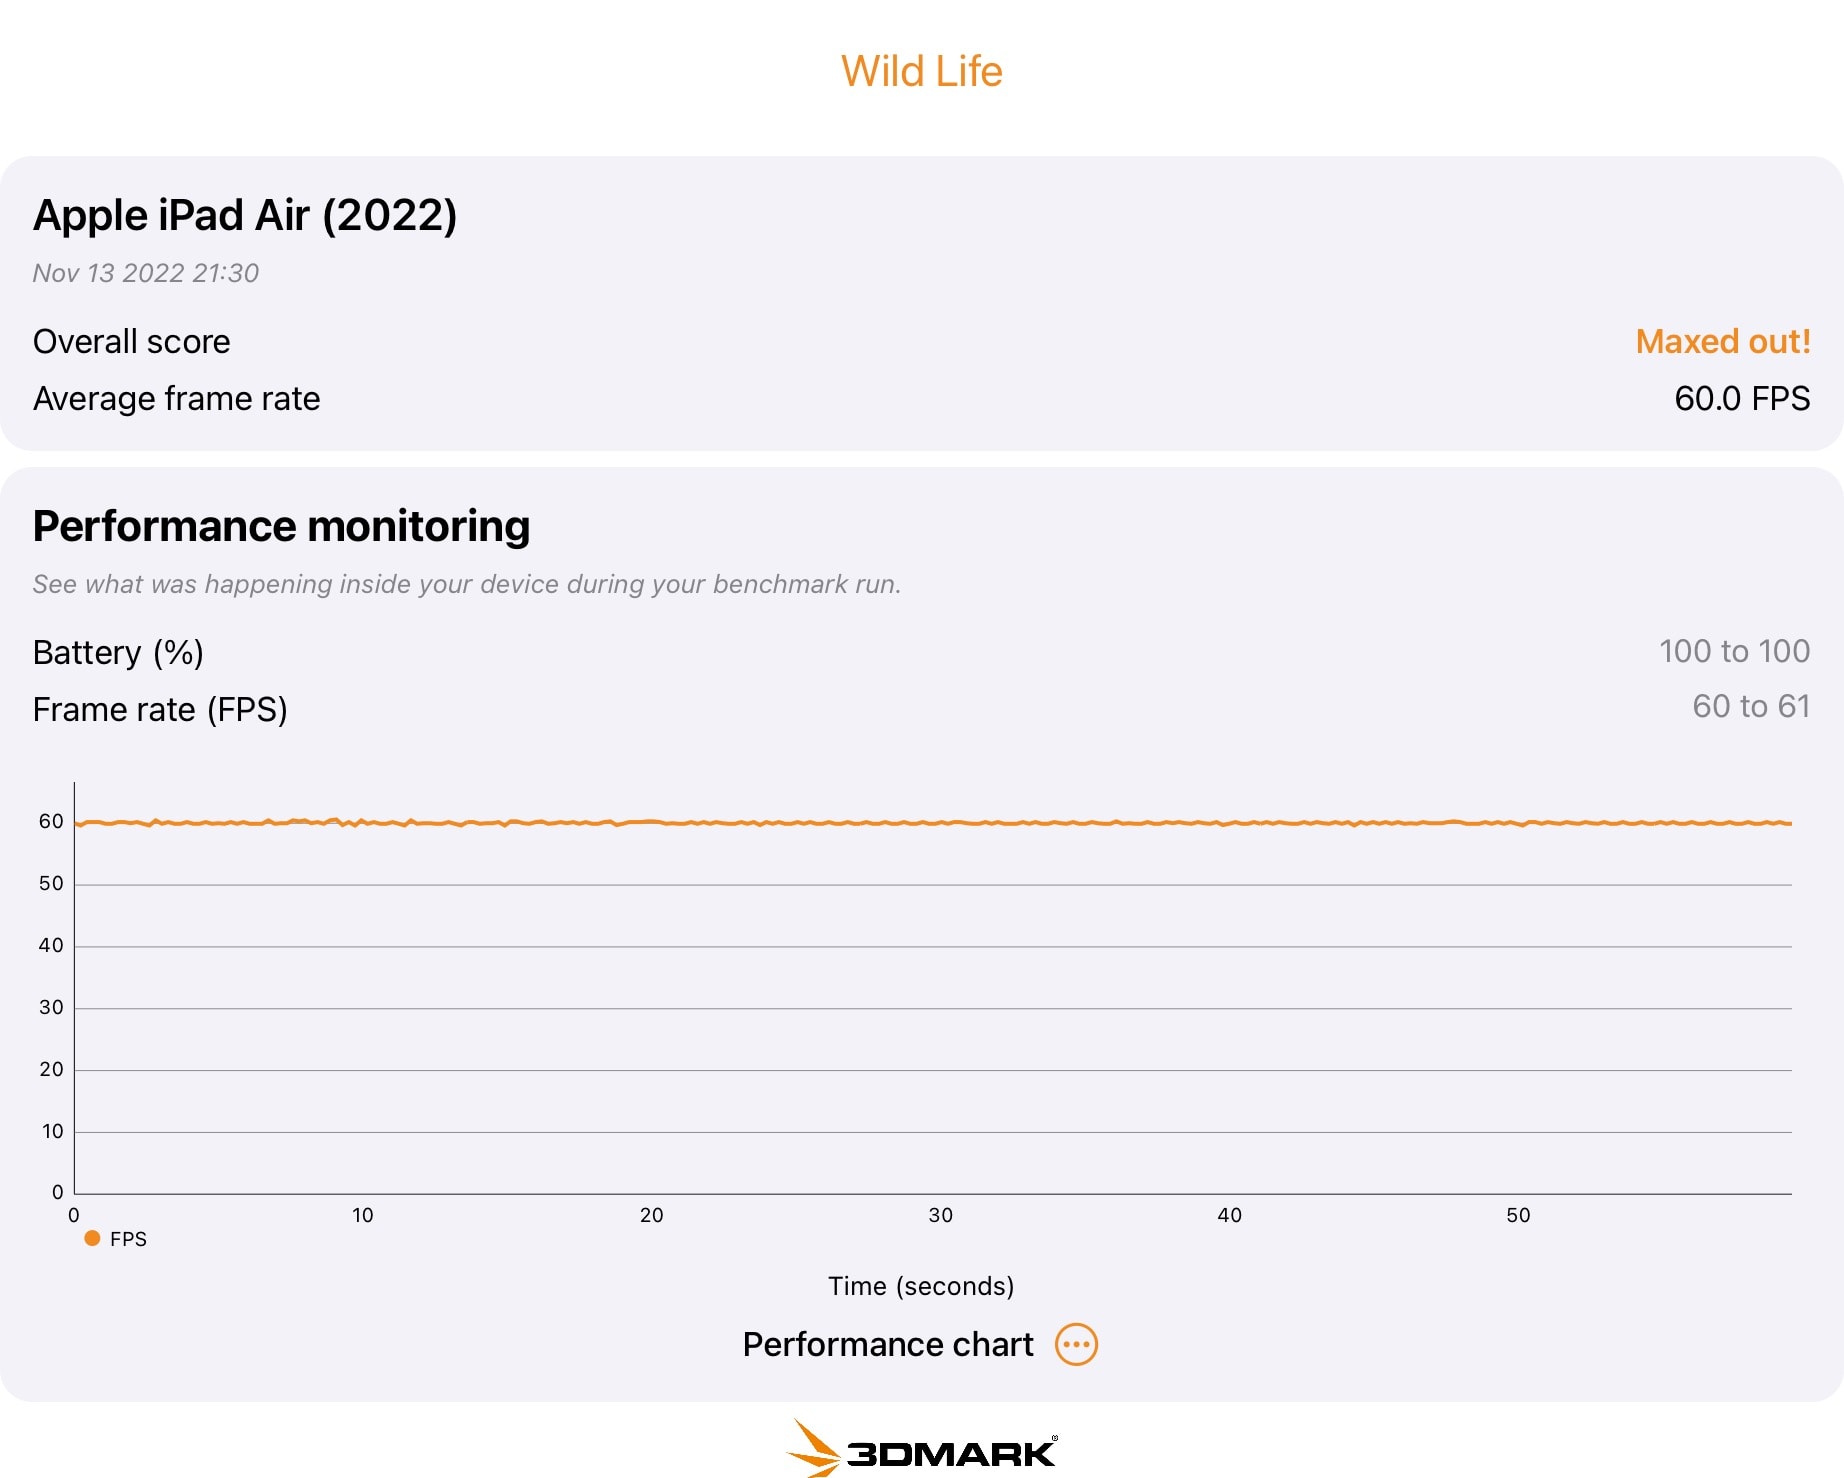 Wild Life
Apple iPad Air (2022)
Nov 13 2022 21:30
Overall score Maxed out!
Average frame rate 60.0 FPS
Performance monitoring
See what was happening inside your device during your benchmark run.
Battery (%) 100 to 100
Frame rate (FPS) 60 to 61
60
50
40
30
20
10
0
0 10 20 30 40 50
FPS
Time (seconds)
Performance chart
3DMARK®